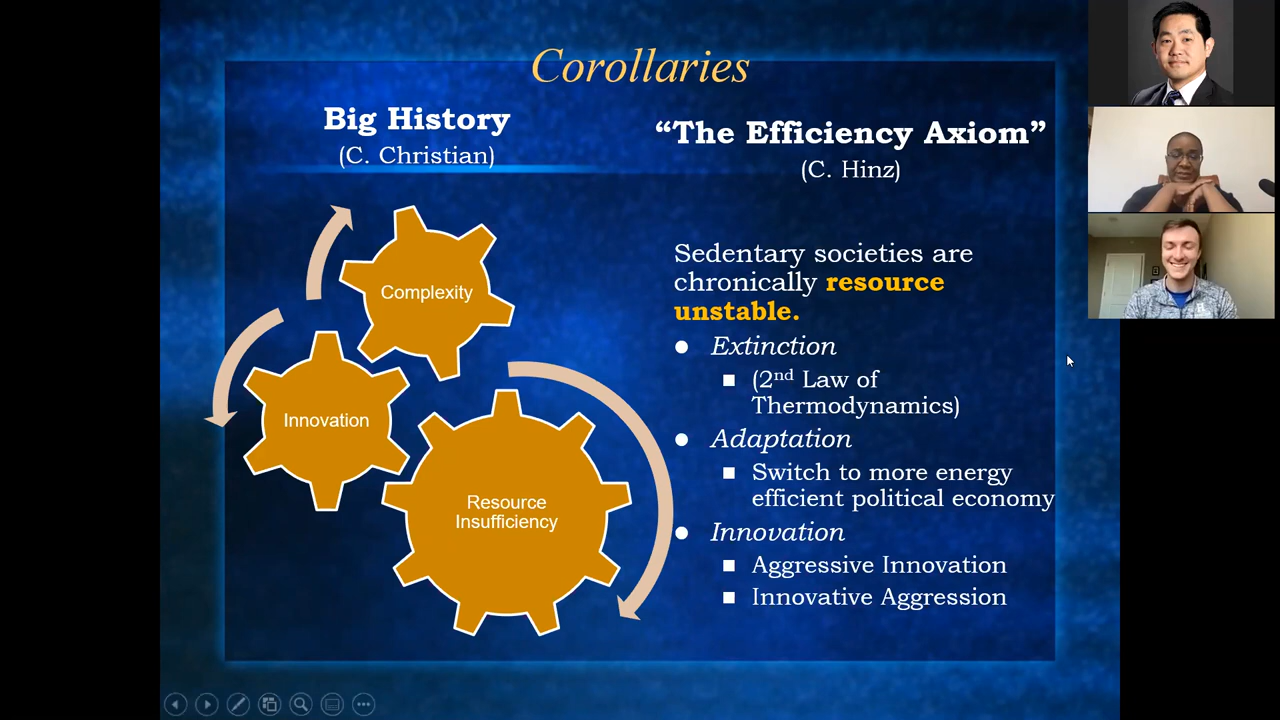 Corollaries
Big History
(C. Christian)
Complexity
Innovation
Resource
Insufficiency
“The Efficiency Axiom”
(C. Hinz)
Sedentary societies are
chronically resource
unstable.
● Extinction
■ (2nd Law of
Thermodynamics)
● Adaptation
■ Switch to more energy
efficient political economy
● Innovation
■ Aggressive Innovation
■ Innovative Aggression